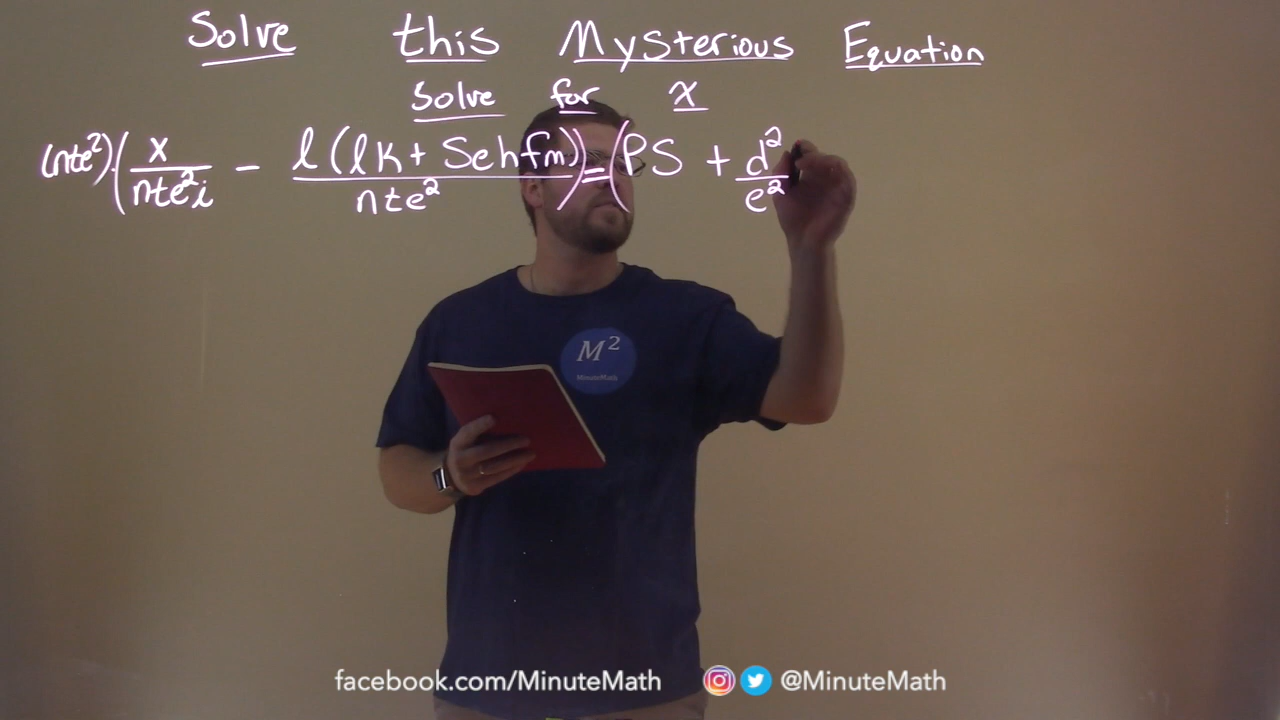 Solve this Mysterious Equation
Solve for x
(nte²)·(x/nte²i - l(lK + Sehfm)/nte²) = (PS + d²/e²
M²
MinuteMath
facebook.com/MinuteMath @MinuteMath